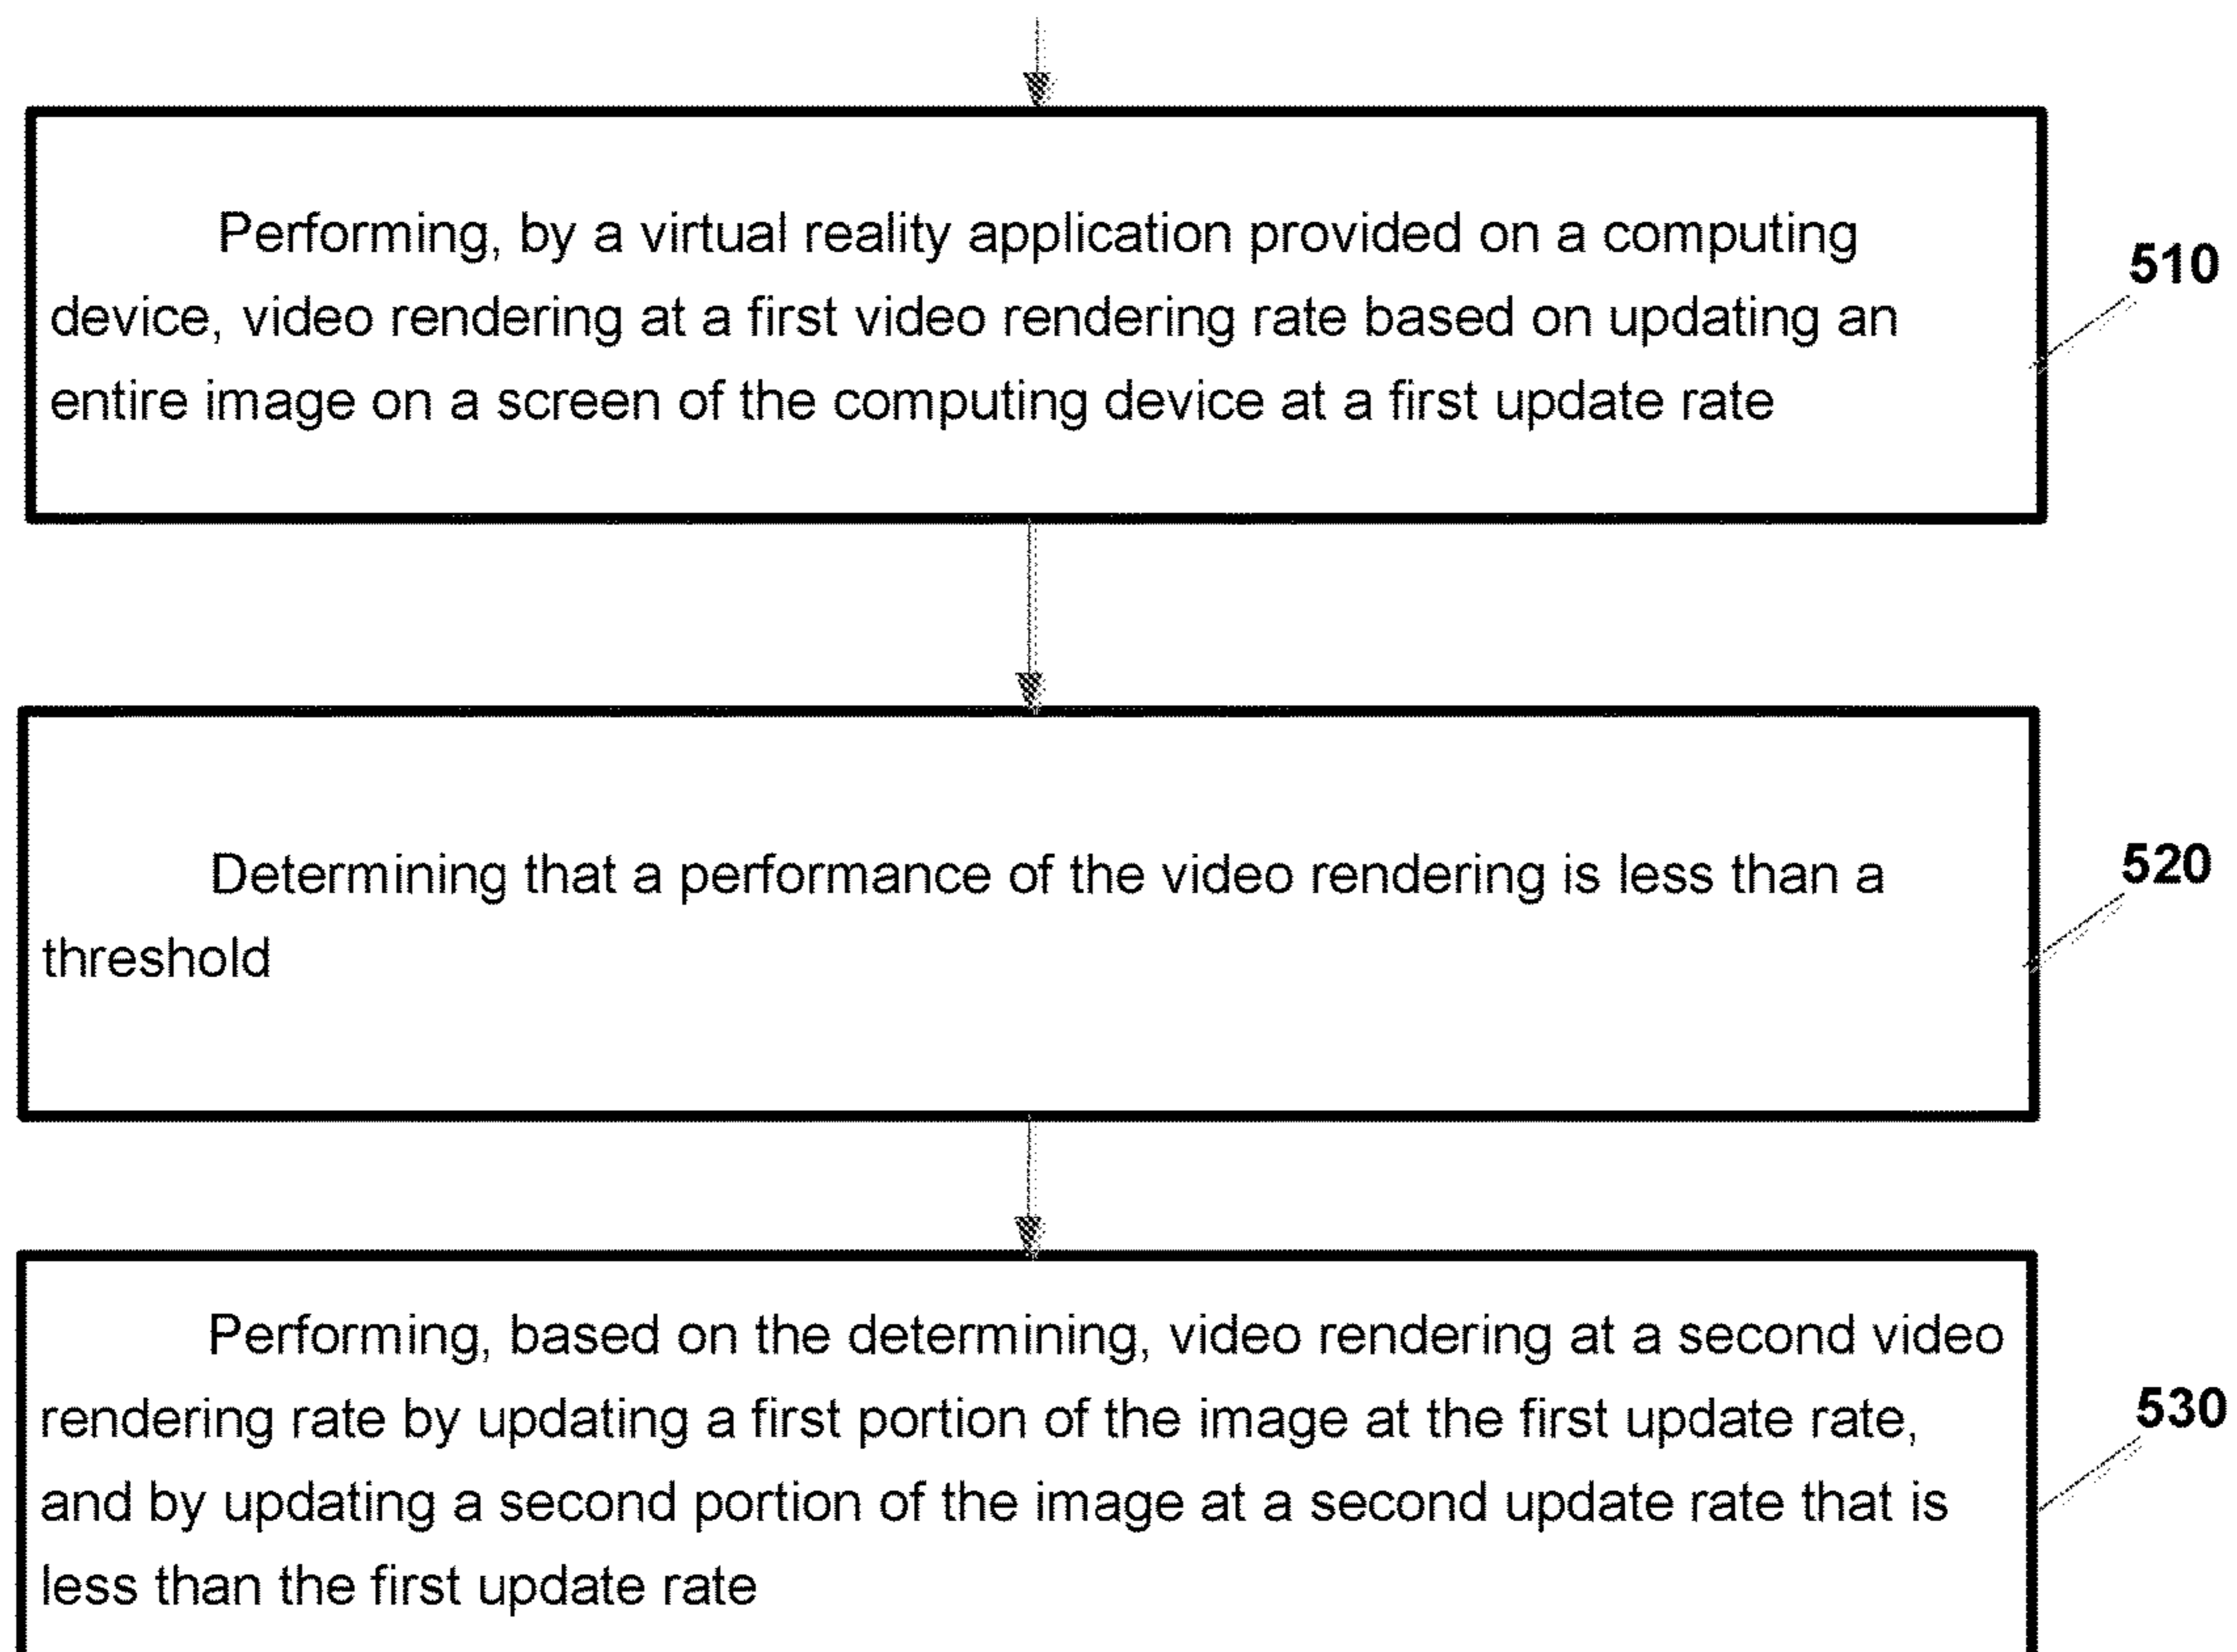 Performing, by a virtual reality application provided on a computing
device, video rendering at a first video rendering rate based on updating an
entire image on a screen of the computing device at a first update rate
510
Determining that a performance of the video rendering is less than a
threshold
520
Performing, based on the determining, video rendering at a second video
rendering rate by updating a first portion of the image at the first update rate,
and by updating a second portion of the image at a second update rate that is
less than the first update rate
530